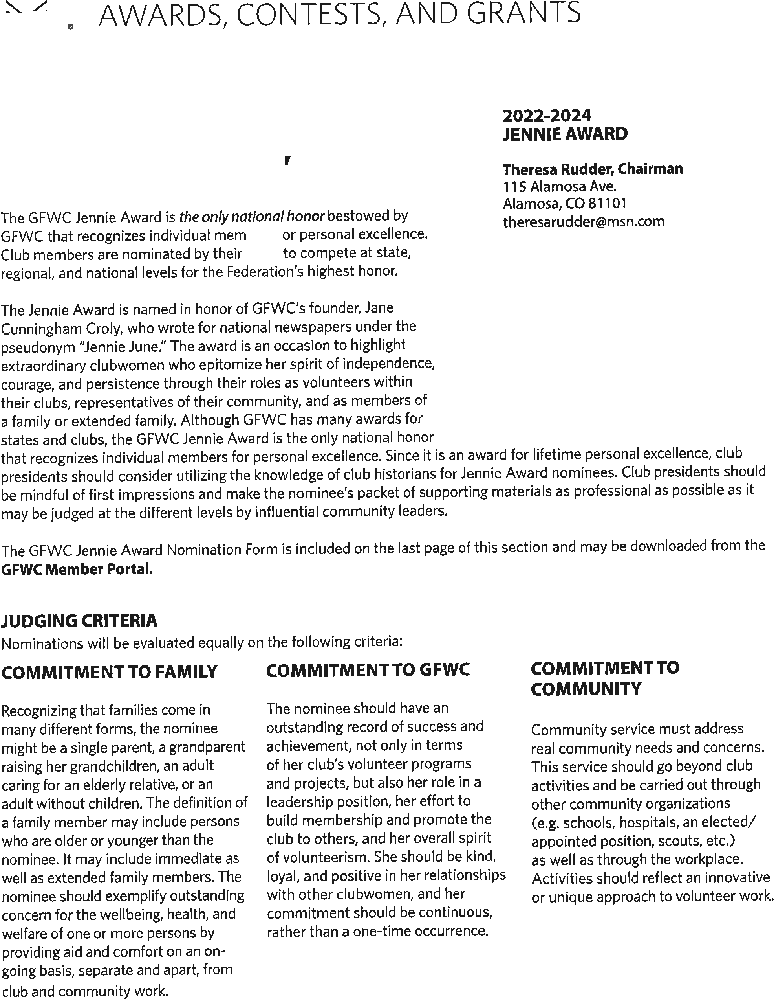 AWARDS, CONTESTS, AND GRANTS
2022-2024
JENNIE AWARD
Theresa Rudder, Chairman
115 Alamosa Ave.
Alamosa, CO 81101
theresarudder@msn.com
The GFWC Jennie Award is the only national honor bestowed by
GFWC that recognizes individual mem or personal excellence.
Club members are nominated by their to compete at state,
regional, and national levels for the Federation's highest honor.
The Jennie Award is named in honor of GFWC's founder, Jane
Cunningham Croly, who wrote for national newspapers under the
pseudonym "Jennie June." The award is an occasion to highlight
extraordinary clubwomen who epitomize her spirit of independence,
courage, and persistence through their roles as volunteers within
their clubs, representatives of their community, and as members of
a family or extended family. Although GFWC has many awards for
states and clubs, the GFWC Jennie Award is the only national honor
that recognizes individual members for personal excellence. Since it is an award for lifetime personal excellence, club
presidents should consider utilizing the knowledge of club historians for Jennie Award nominees. Club presidents should
be mindful of first impressions and make the nominee's packet of supporting materials as professional as possible as it
may be judged at the different levels by influential community leaders.
The GFWC Jennie Award Nomination Form is included on the last page of this section and may be downloaded from the
GFWC Member Portal.
JUDGING CRITERIA
Nominations will be evaluated equally on the following criteria:
COMMITMENT TO FAMILY
Recognizing that families come in
many different forms, the nominee
might be a single parent, a grandparent
raising her grandchildren, an adult
caring for an elderly relative, or an
adult without children. The definition of
a family member may include persons
who are older or younger than the
nominee. It may include immediate as
well as extended family members. The
nominee should exemplify outstanding
concern for the wellbeing, health, and
welfare of one or more persons by
providing aid and comfort on an on-
going basis, separate and apart, from
club and community work.
COMMITMENT TO GFWC
The nominee should have an
outstanding record of success and
achievement, not only in terms
of her club's volunteer programs
and projects, but also her role in a
leadership position, her effort to
build membership and promote the
club to others, and her overall spirit
of volunteerism. She should be kind,
loyal, and positive in her relationships
with other clubwomen, and her
commitment should be continuous,
rather than a one-time occurrence.
COMMITMENT TO
COMMUNITY
Community service must address
real community needs and concerns.
This service should go beyond club
activities and be carried out through
other community organizations
(e.g. schools, hospitals, an elected/
appointed position, scouts, etc.)
as well as through the workplace.
Activities should reflect an innovative
or unique approach to volunteer work.